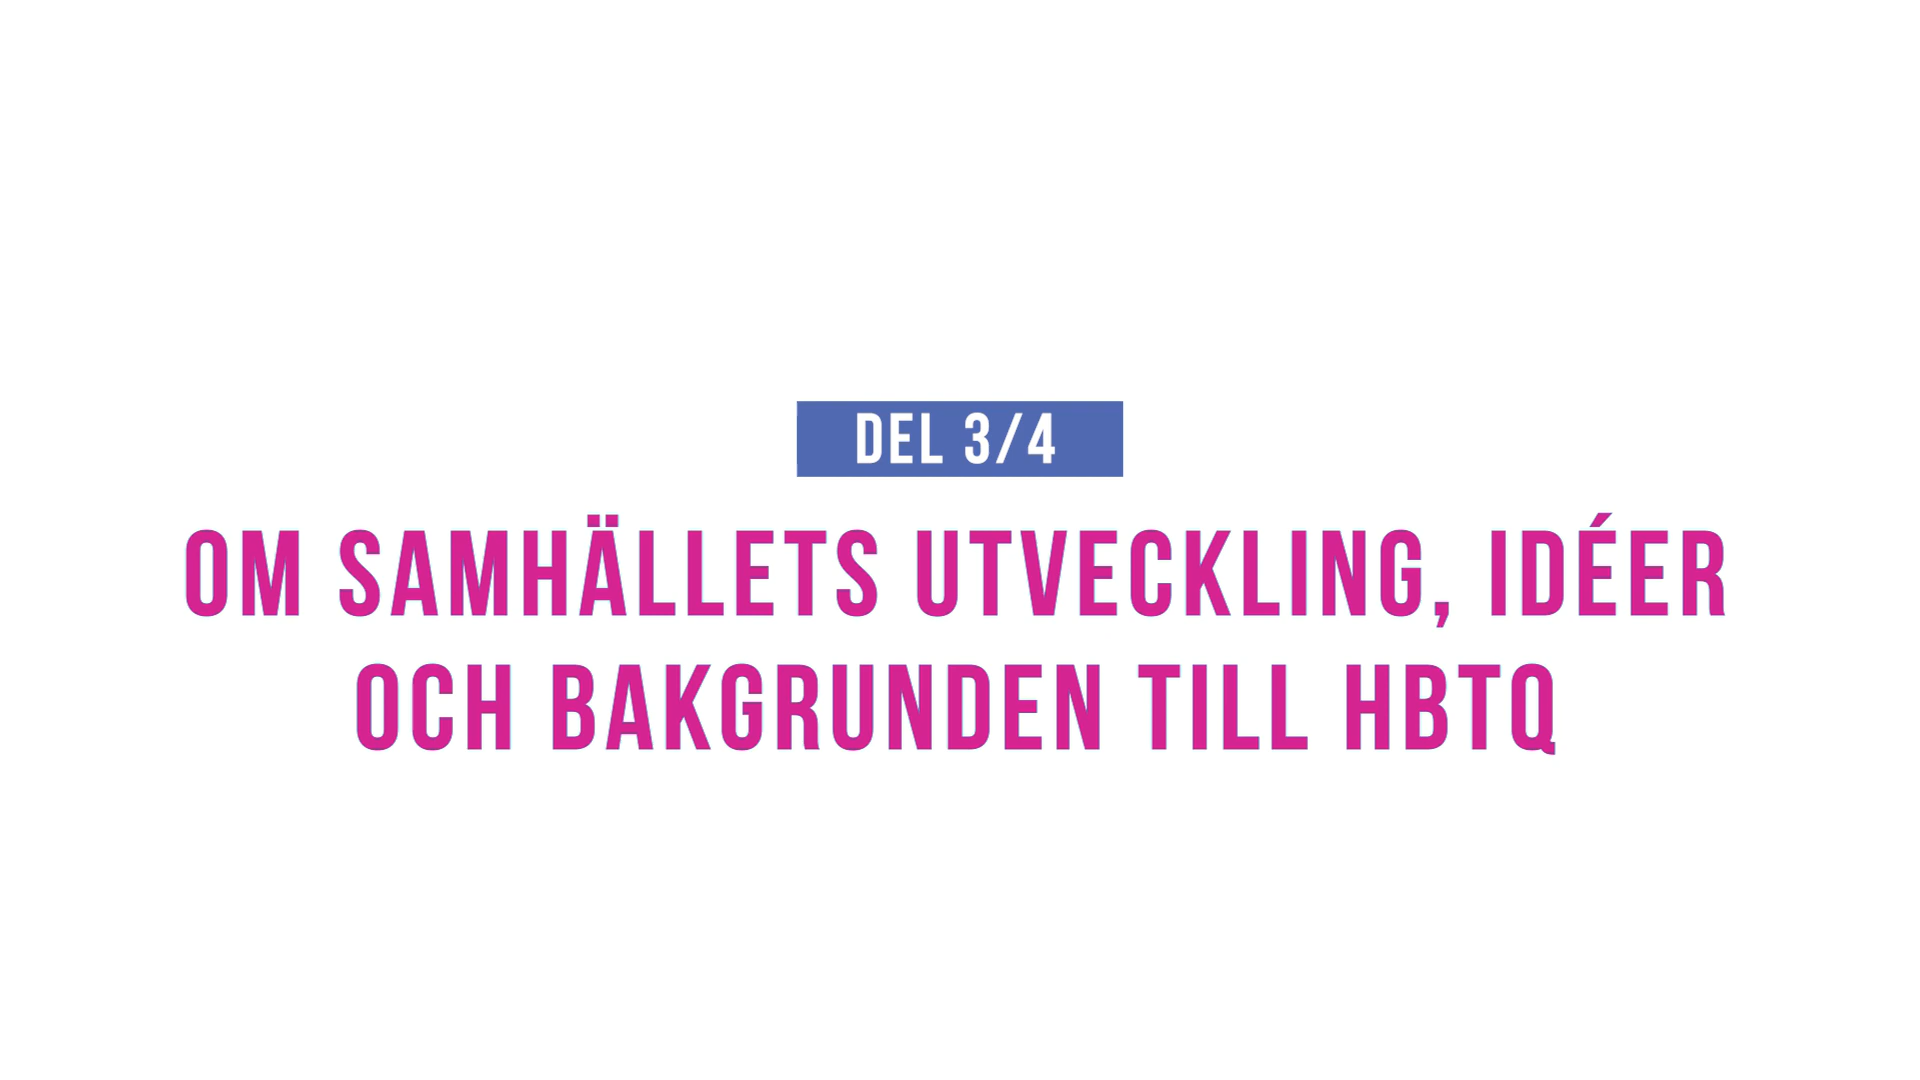 DEL 3/4
OM SAMHÄLLETS UTVECKLING, IDÉER
OCH BAKGRUNDEN TILL HBTQ